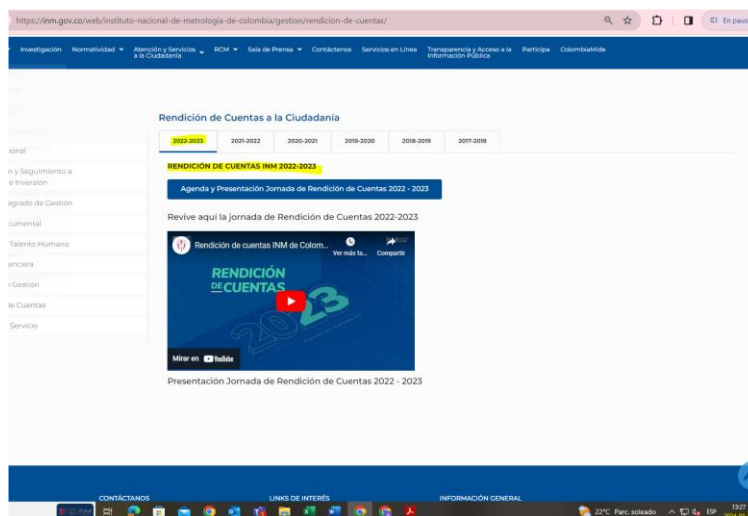 https://inm.gov.co/web/instituto-nacional-de-metrologia-de-colombia/gestion/rendicion-de-cuentas/
En paus
Investigación Normatividad Atención y Servicios a la Ciudadanía RCM Sala de Prensa Contáctenos Servicios en Línea Transparencia y Acceso a la Información Pública Participa ColombiaMide
Rendición de Cuentas a la Ciudadanía
2022-2023 2021-2022 2020-2021 2019-2020 2018-2019 2017-2018
ional
n y Seguimiento a
e Inversión
egrado de Gestión
cumental
Talento Humano
anciera
Gestión
de Cuentas
Servicio
RENDICIÓN DE CUENTAS INM 2022-2023
Agenda y Presentación Jornada de Rendición de Cuentas 2022 - 2023
Revive aquí la jornada de Rendición de Cuentas 2022-2023
Rendición de cuentas INM de Colom...
Ver más ta... Compartir
RENDICIÓN
DE CUENTAS
2023
Mirar en YouTube
Presentación Jornada de Rendición de Cuentas 2022 - 2023
CONTÁCTANOS LINKS DE INTERÉS INFORMACIÓN GENERAL
22°C Parc. soleado ESP 13:27